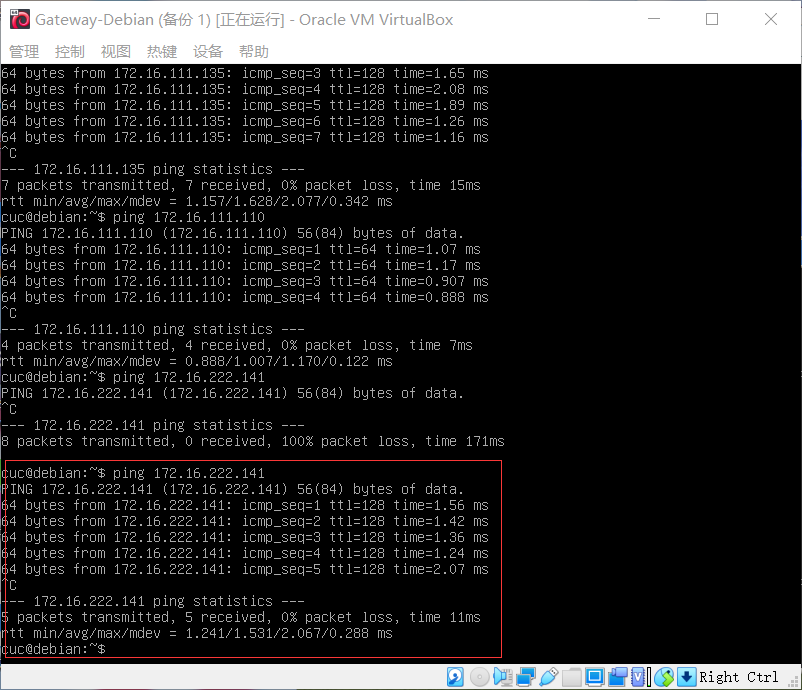 Gateway-Debian (备份 1) [正在运行] - Oracle VM VirtualBox
管理 控制 视图 热键 设备 帮助
64 bytes from 172.16.111.135: icmp_seq=3 ttl=128 time=1.65 ms
64 bytes from 172.16.111.135: icmp_seq=4 ttl=128 time=2.08 ms
64 bytes from 172.16.111.135: icmp_seq=5 ttl=128 time=1.89 ms
64 bytes from 172.16.111.135: icmp_seq=6 ttl=128 time=1.26 ms
64 bytes from 172.16.111.135: icmp_seq=7 ttl=128 time=1.16 ms
^C
--- 172.16.111.135 ping statistics ---
7 packets transmitted, 7 received, 0% packet loss, time 15ms
rtt min/avg/max/mdev = 1.157/1.628/2.077/0.342 ms
cuc@debian:~$ ping 172.16.111.110
PING 172.16.111.110 (172.16.111.110) 56(84) bytes of data.
64 bytes from 172.16.111.110: icmp_seq=1 ttl=64 time=1.07 ms
64 bytes from 172.16.111.110: icmp_seq=2 ttl=64 time=1.17 ms
64 bytes from 172.16.111.110: icmp_seq=3 ttl=64 time=0.907 ms
64 bytes from 172.16.111.110: icmp_seq=4 ttl=64 time=0.888 ms
^C
--- 172.16.111.110 ping statistics ---
4 packets transmitted, 4 received, 0% packet loss, time 7ms
rtt min/avg/max/mdev = 0.888/1.007/1.170/0.122 ms
cuc@debian:~$ ping 172.16.222.141
PING 172.16.222.141 (172.16.222.141) 56(84) bytes of data.
^C
--- 172.16.222.141 ping statistics ---
8 packets transmitted, 0 received, 100% packet loss, time 171ms
cuc@debian:~$ ping 172.16.222.141
PING 172.16.222.141 (172.16.222.141) 56(84) bytes of data.
64 bytes from 172.16.222.141: icmp_seq=1 ttl=128 time=1.56 ms
64 bytes from 172.16.222.141: icmp_seq=2 ttl=128 time=1.42 ms
64 bytes from 172.16.222.141: icmp_seq=3 ttl=128 time=1.36 ms
64 bytes from 172.16.222.141: icmp_seq=4 ttl=128 time=1.24 ms
64 bytes from 172.16.222.141: icmp_seq=5 ttl=128 time=2.07 ms
^C
--- 172.16.222.141 ping statistics ---
5 packets transmitted, 5 received, 0% packet loss, time 11ms
rtt min/avg/max/mdev = 1.241/1.531/2.067/0.288 ms
cuc@debian:~$
Right Ctrl